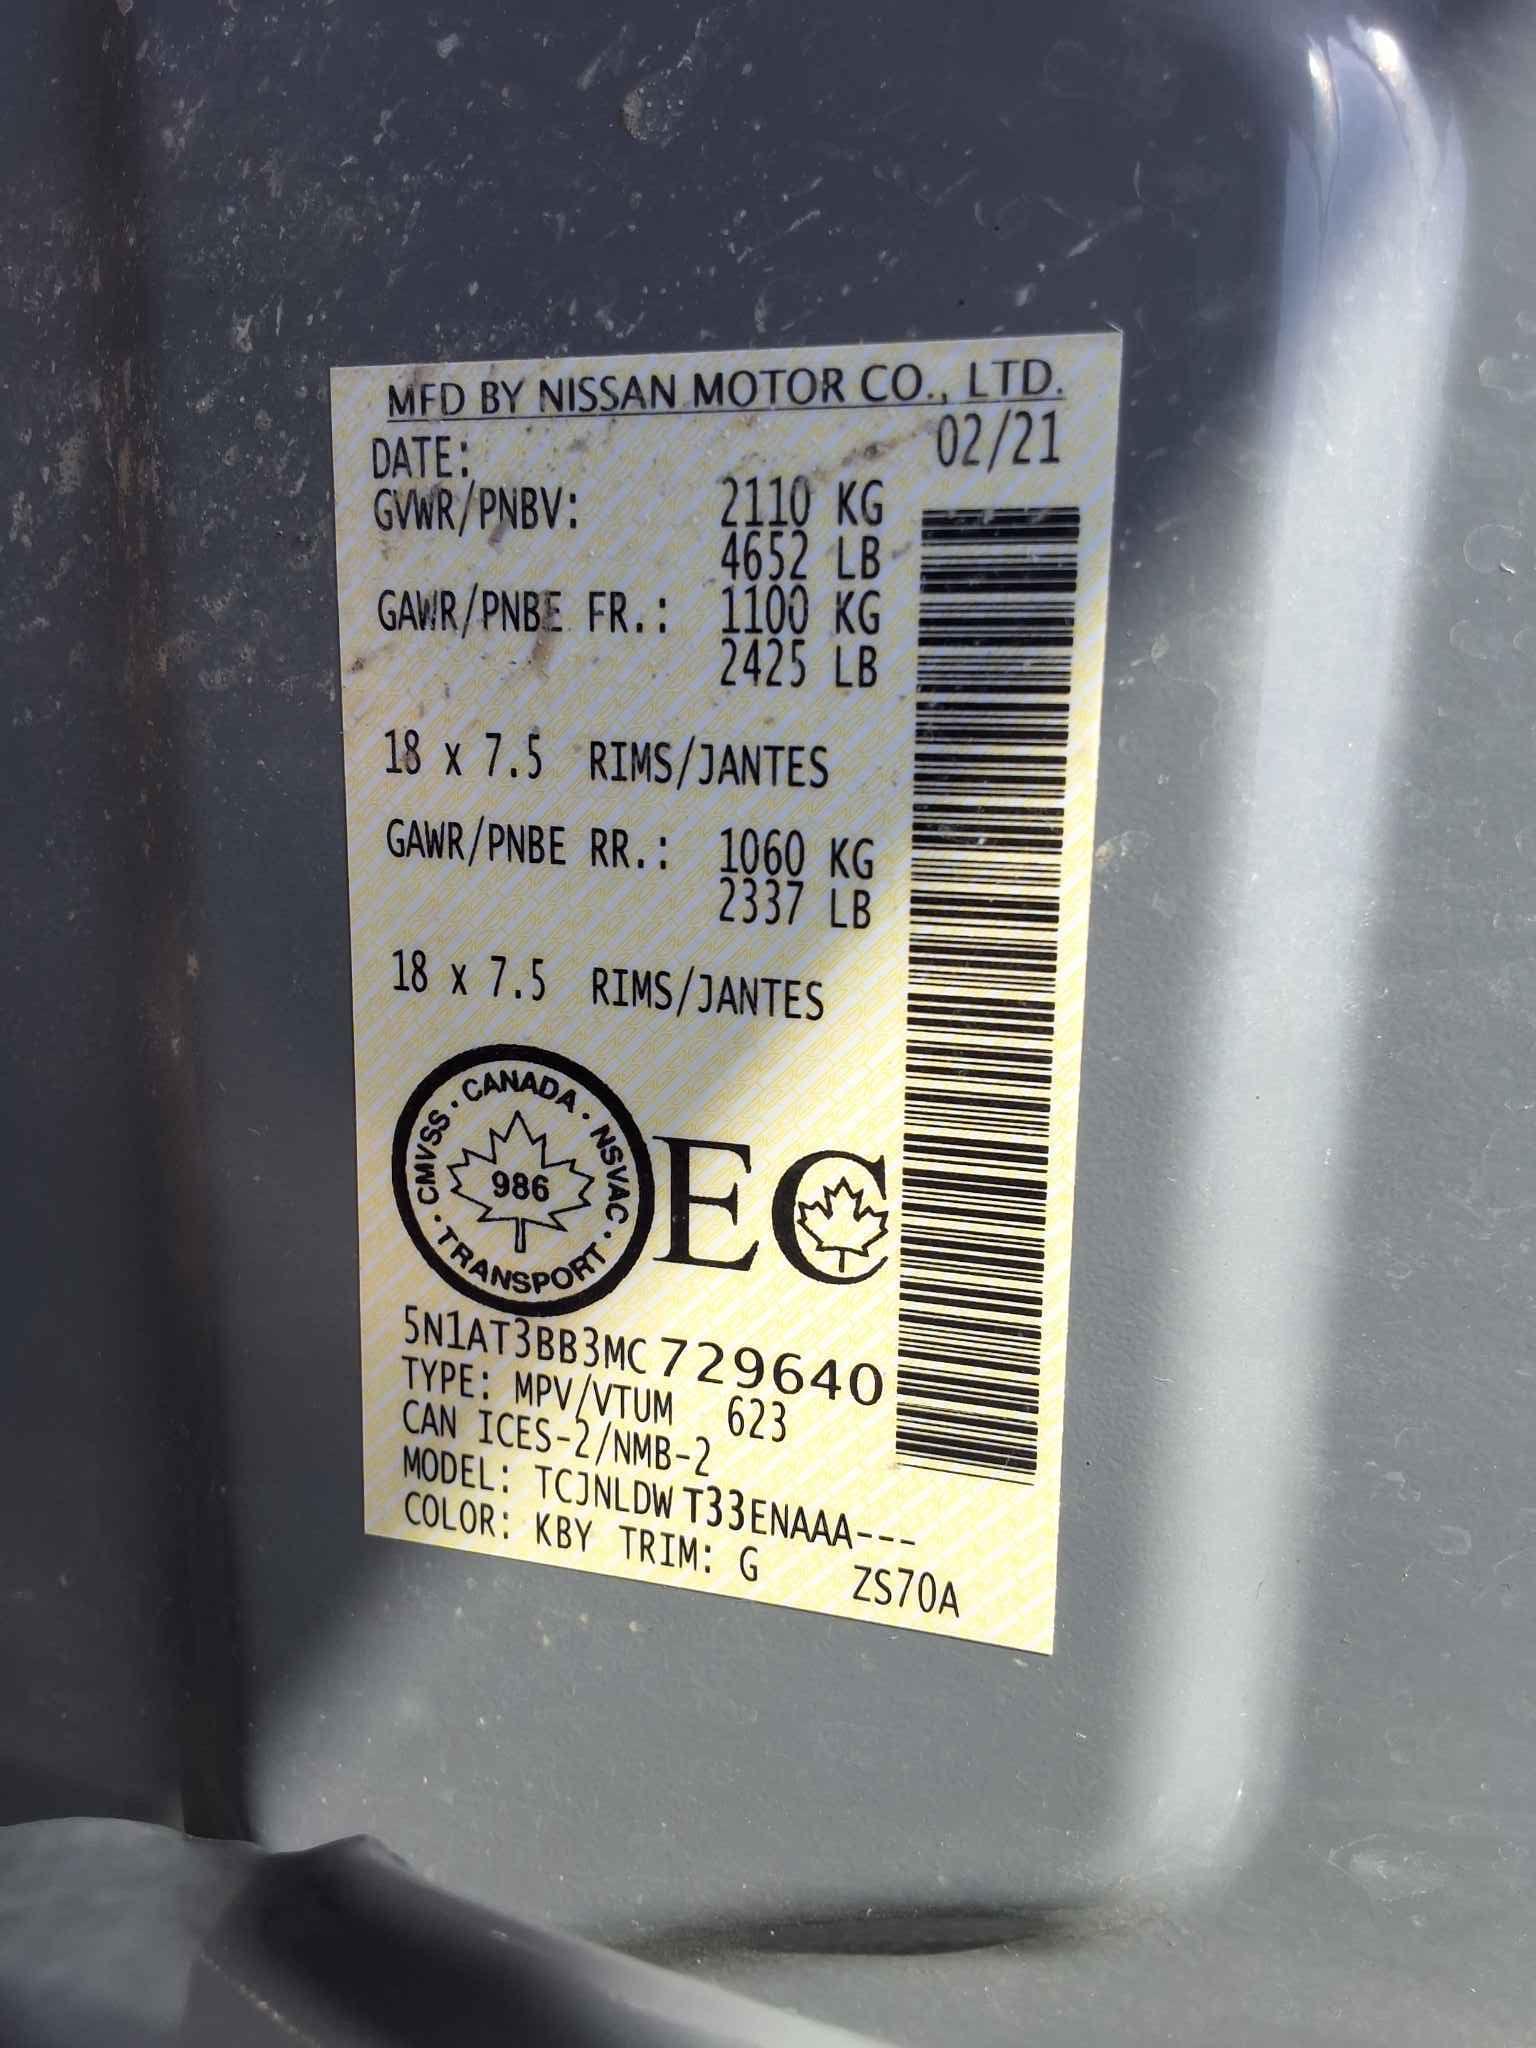 MFD BY NISSAN MOTOR CO., LTD.
DATE: 02/21
GVWR/PNBV: 2110 KG
4652 LB
GAWR/PNBE FR.: 1100 KG
2425 LB
18 x 7.5 RIMS/JANTES
GAWR/PNBE RR.: 1060 KG
2337 LB
18 x 7.5 RIMS/JANTES
CANADA · NSVAC · TRANSPORT · CMVSS ·
986
EC
5N1AT3BB3MC729640
TYPE: MPV/VTUM 623
CAN ICES-2/NMB-2
MODEL: TCJNLDWT33ENAAA---
COLOR: KBY TRIM: G ZS70A